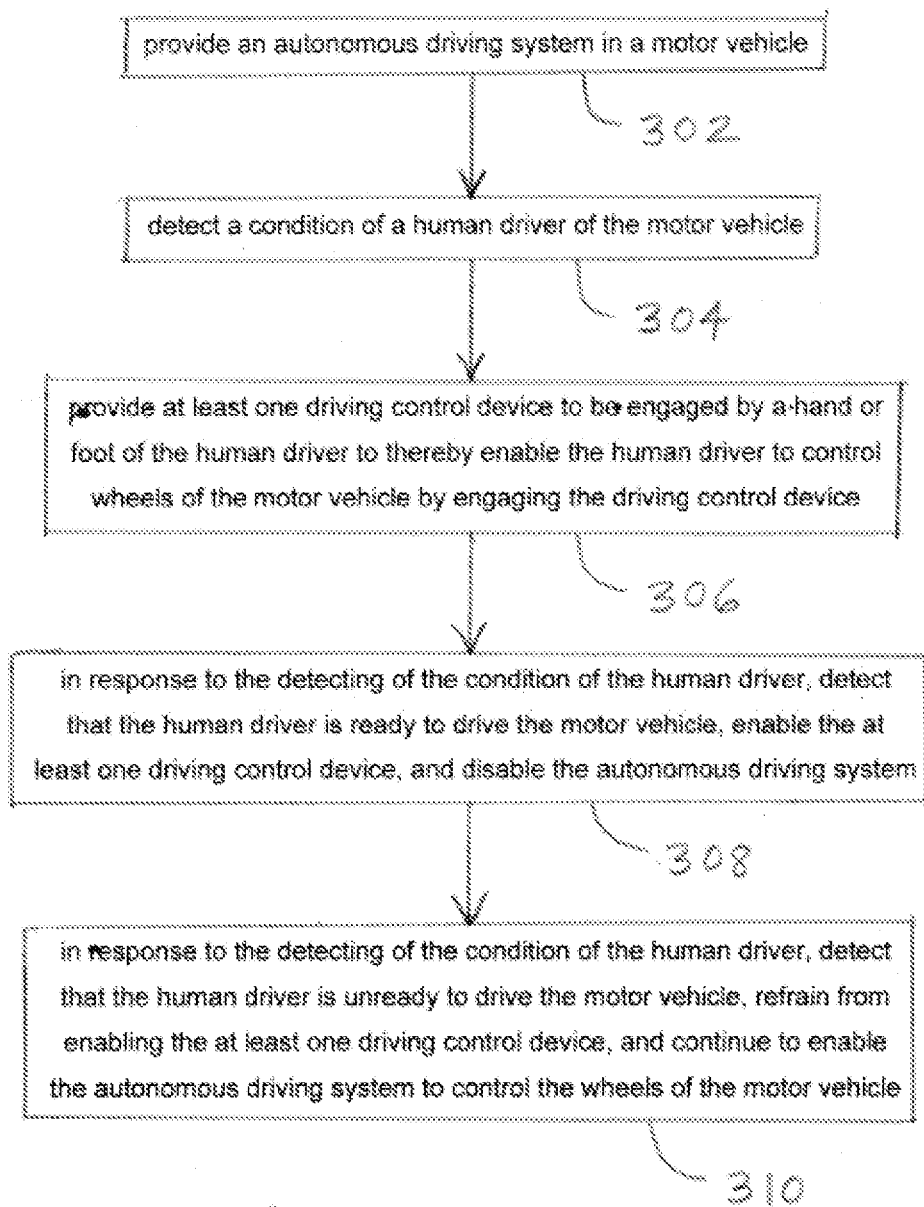 provide an autonomous driving system in a motor vehicle
302
detect a condition of a human driver of the motor vehicle
304
provide at least one driving control device to be engaged by a hand or
foot of the human driver to thereby enable the human driver to control
wheels of the motor vehicle by engaging the driving control device
306
in response to the detecting of the condition of the human driver, detect
that the human driver is ready to drive the motor vehicle, enable the at
least one driving control device, and disable the autonomous driving system
308
in response to the detecting of the condition of the human driver, detect
that the human driver is unready to drive the motor vehicle, refrain from
enabling the at least one driving control device, and continue to enable
the autonomous driving system to control the wheels of the motor vehicle
310